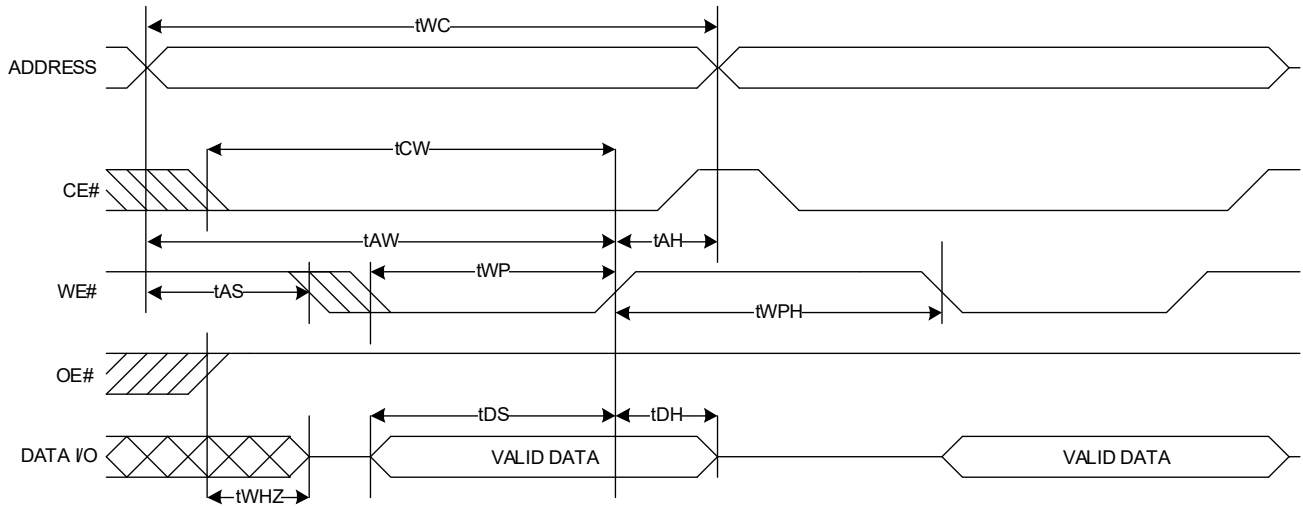 tWC
ADDRESS
tCW
CE#
tAW
tAH
tWP
WE#
tAS
tWPH
OE#
tDS
tDH
DATA I/O
VALID DATA
VALID DATA
tWHZ